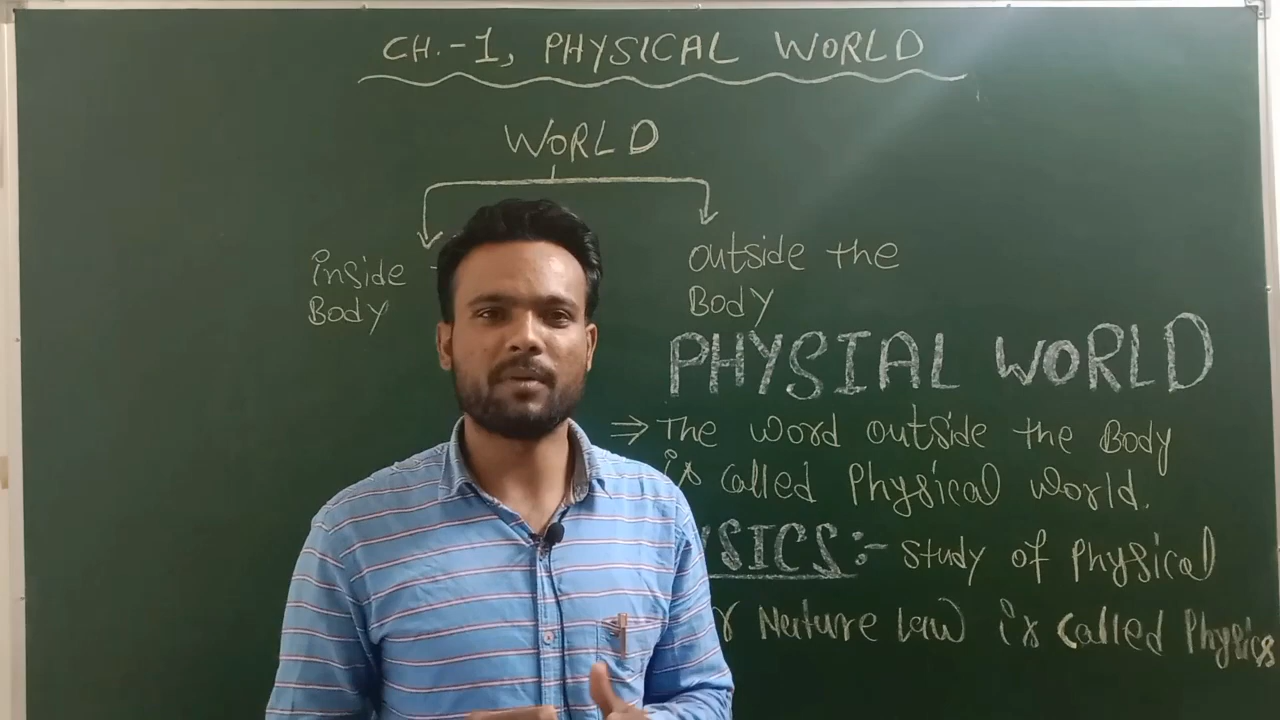 CH.-1, PHYSICAL WORLD
WORLD
inside
Body
outside the
Body
PHYSIAL WORLD
⇒ The word outside the Body
is called Physical world.
SICS:- study of Physical
Nature Law is called Physics